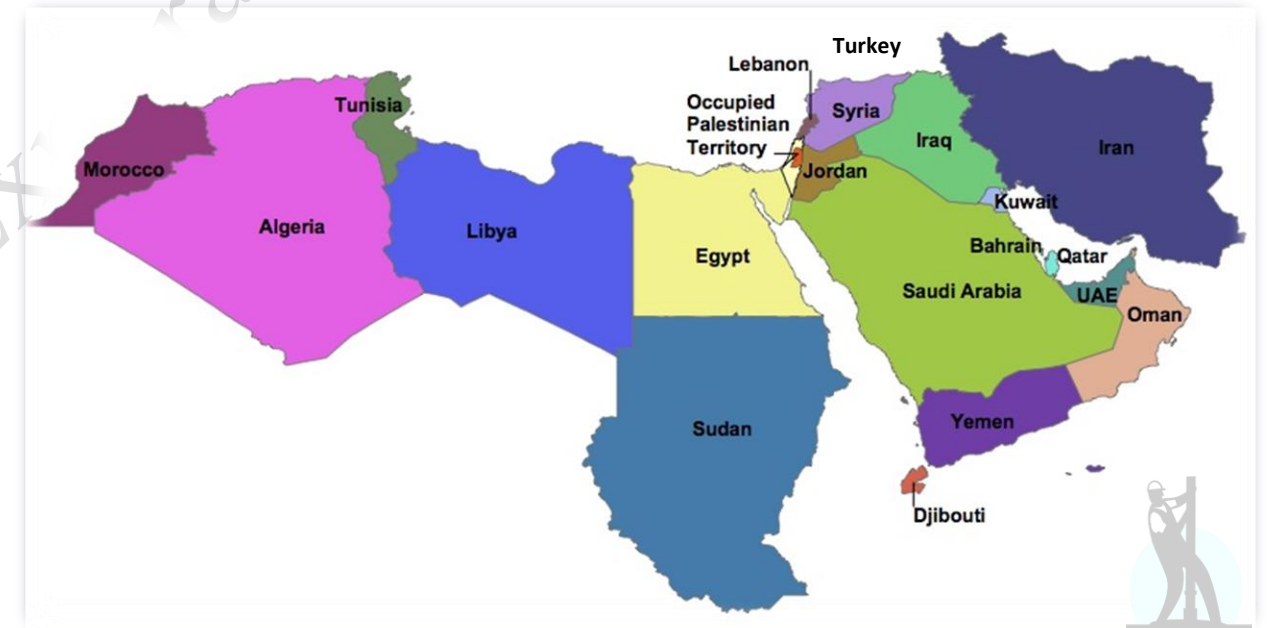 Turkey
Lebanon
Occupied
Palestinian
Territory
Syria
Tunisia
Iraq
Iran
Morocco
Jordan
Kuwait
Algeria
Libya
Egypt
Bahrain
Qatar
Saudi Arabia
UAE
Oman
Sudan
Yemen
Djibouti